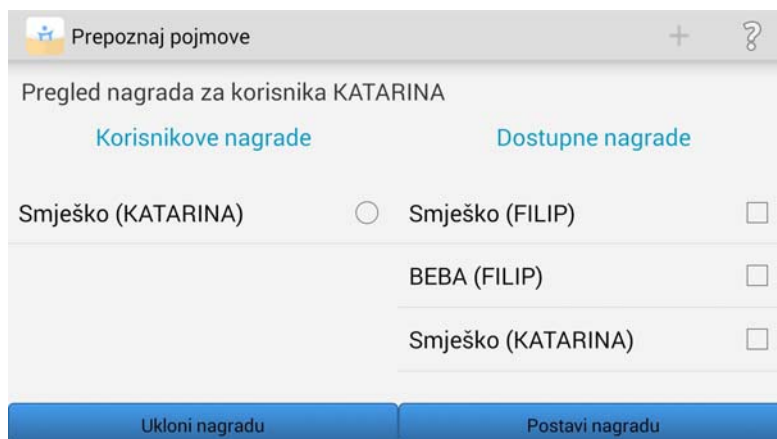 Prepoznaj pojmove
Pregled nagrada za korisnika KATARINA
Korisnikove nagrade
Dostupne nagrade
Smješko (KATARINA)
Smješko (FILIP)
BEBA (FILIP)
Smješko (KATARINA)
Ukloni nagradu
Postavi nagradu